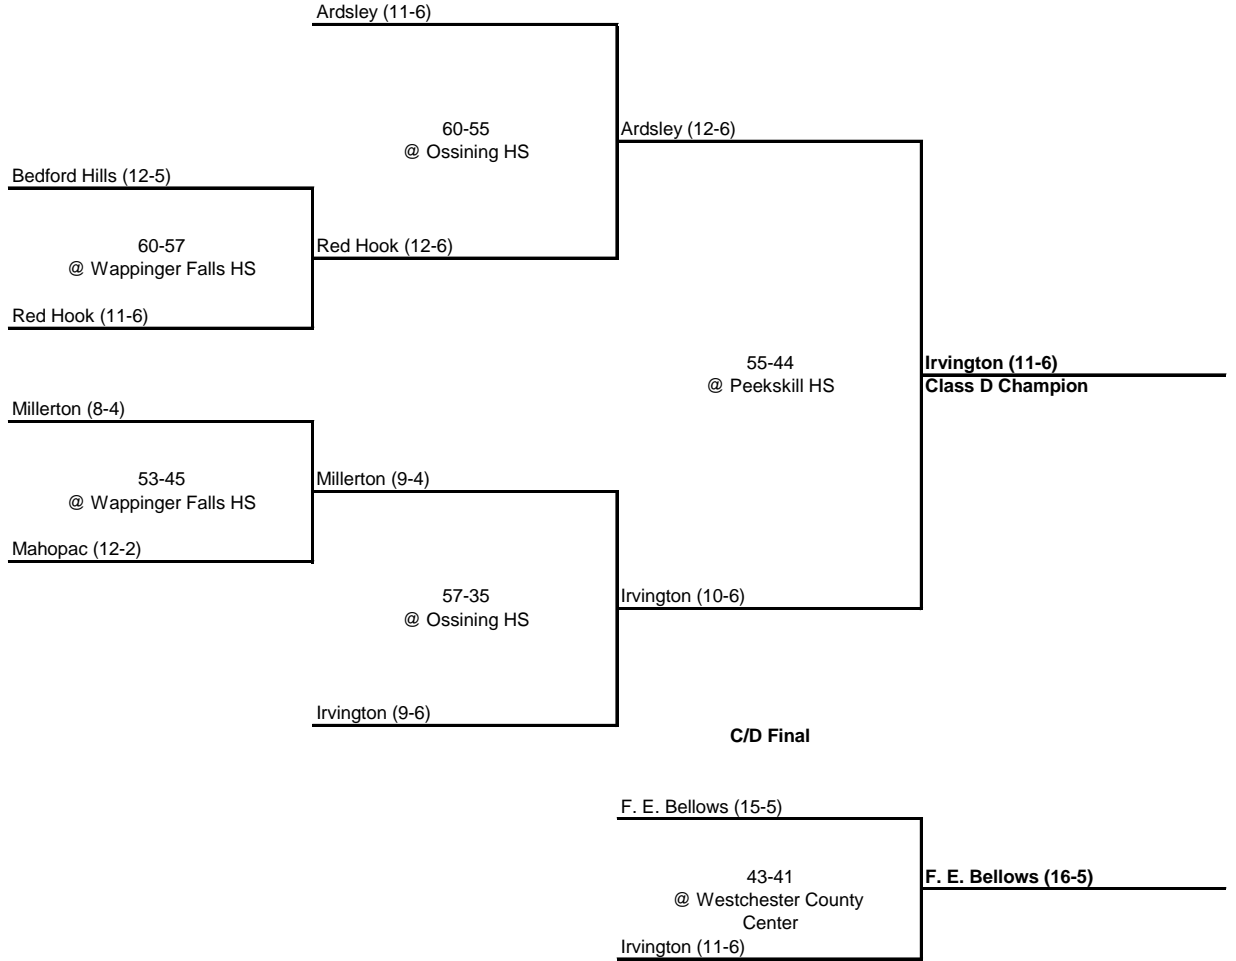 Ardsley (11-6)
60-55
@ Ossining HS
Ardsley (12-6)
Bedford Hills (12-5)
60-57
@ Wappinger Falls HS
Red Hook (12-6)
Red Hook (11-6)
55-44
@ Peekskill HS
Irvington (11-6)
Class D Champion
Millerton (8-4)
53-45
@ Wappinger Falls HS
Millerton (9-4)
Mahopac (12-2)
57-35
@ Ossining HS
Irvington (10-6)
Irvington (9-6)
C/D Final
F. E. Bellows (15-5)
43-41
@ Westchester County
Center
F. E. Bellows (16-5)
Irvington (11-6)